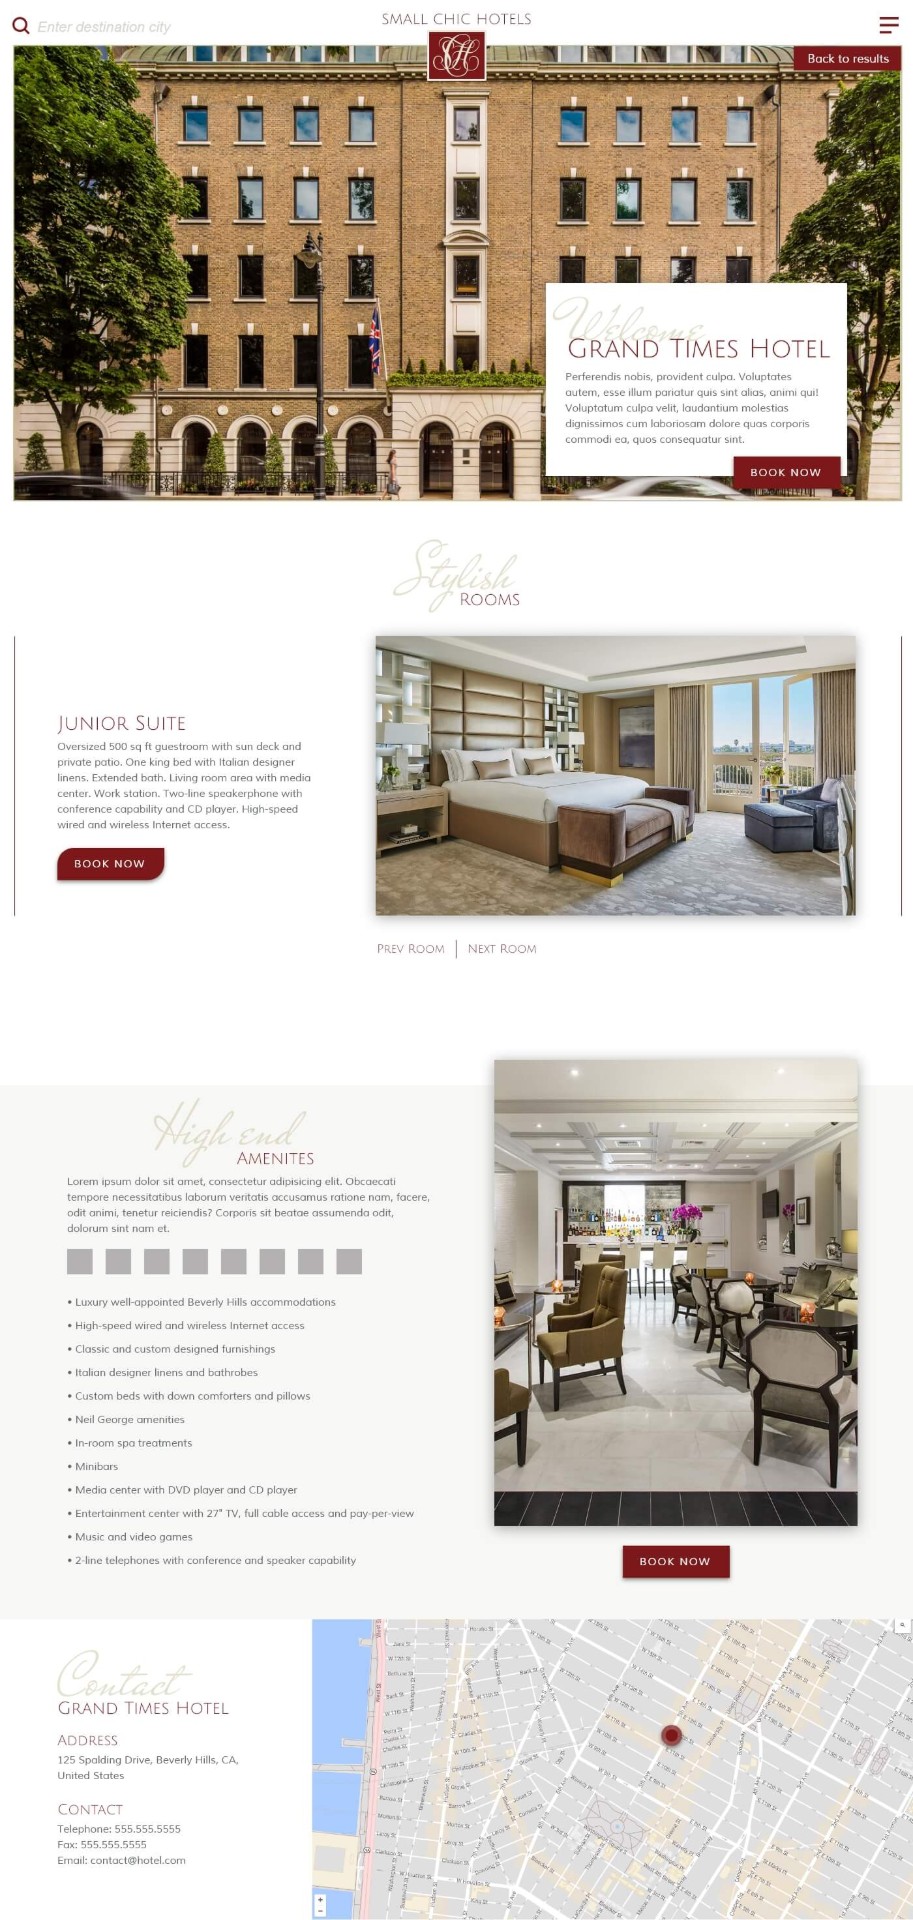 Enter destination city
SMALL CHIC HOTELS
Back to results
Welcome
GRAND TIMES HOTEL
Perferendis nobis, provident culpa. Voluptates
autem, esse illum pariatur quis sint alias, animi qui!
Voluptatum culpa velit, laudantium molestias
dignissimos cum laboriosam dolore quas corporis
commodi ea, quos consequatur sint.
BOOK NOW
Stylish
ROOMS
JUNIOR SUITE
Oversized 500 sq ft guestroom with sun deck and
private patio. One king bed with Italian designer
linens. Extended bath. Living room area with media
center. Work station. Two-line speakerphone with
conference capability and CD player. High-speed
wired and wireless Internet access.
BOOK NOW
PREV ROOM | NEXT ROOM
High end
AMENITES
Lorem ipsum dolor sit amet, consectetur adipisicing elit. Obcaecati
tempore necessitatibus laborum veritatis accusamus ratione nam, facere,
odit animi, tenetur reiciendis? Corporis sit beatae assumenda odit,
dolorum sint nam et.
• Luxury well-appointed Beverly Hills accommodations
• High-speed wired and wireless Internet access
• Classic and custom designed furnishings
• Italian designer linens and bathrobes
• Custom beds with down comforters and pillows
• Neil George amenities
• In-room spa treatments
• Minibars
• Media center with DVD player and CD player
• Entertainment center with 27" TV, full cable access and pay-per-view
• Music and video games
• 2-line telephones with conference and speaker capability
BOOK NOW
Contact
GRAND TIMES HOTEL
ADDRESS
125 Spalding Drive, Beverly Hills, CA,
United States
CONTACT
Telephone: 555.555.5555
Fax: 555.555.5555
Email: contact@hotel.com